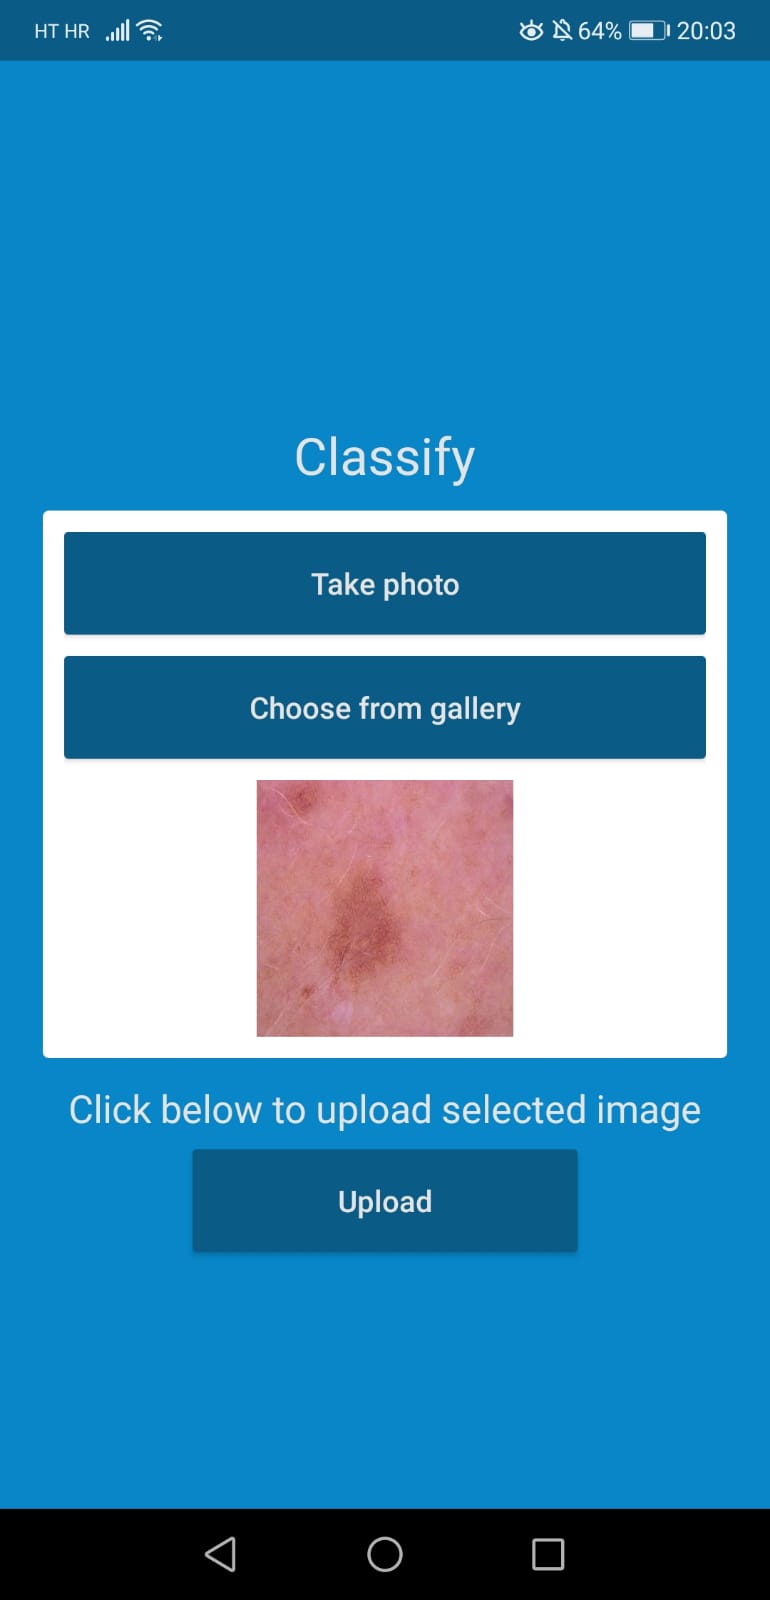 HT HR 64% 20:03
Classify
Take photo
Choose from gallery
Click below to upload selected image
Upload